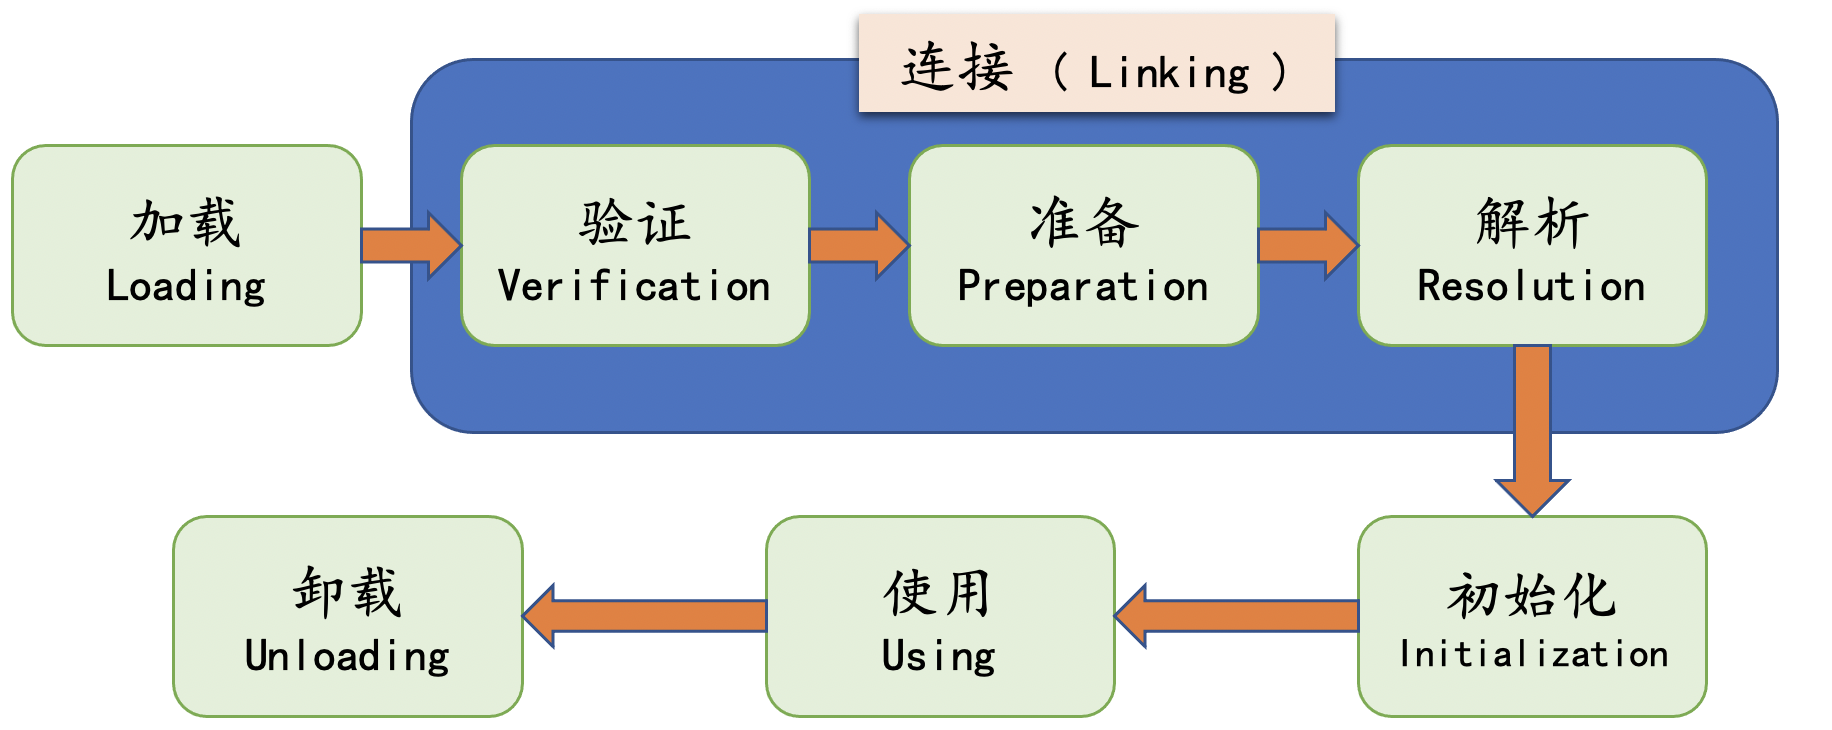 连接 ( Linking )
加载
Loading
验证
Verification
准备
Preparation
解析
Resolution
初始化
Initialization
使用
Using
卸载
Unloading